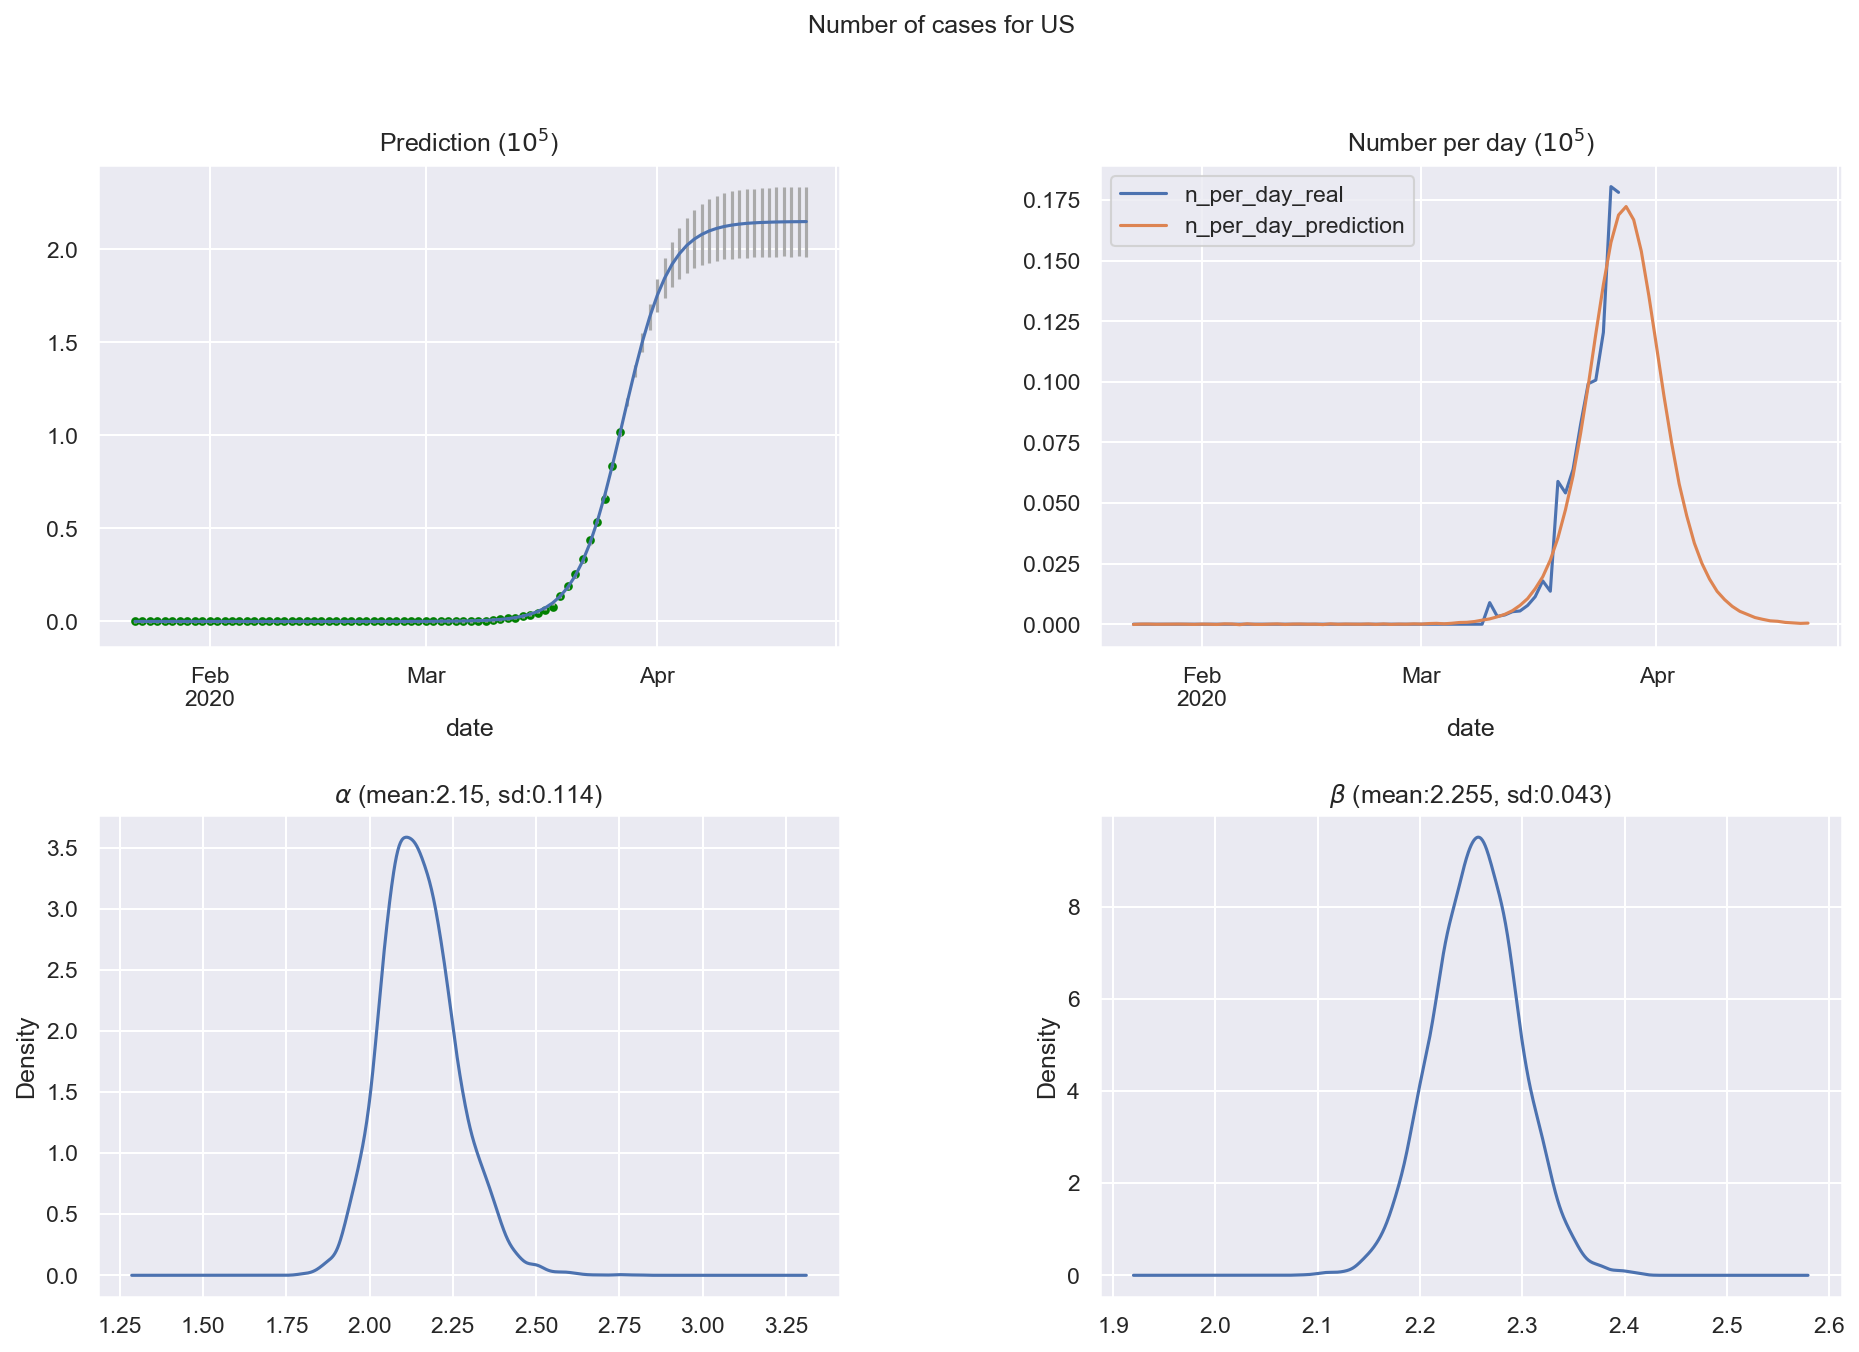 Number of cases for US
Prediction (10^5)
2.0
1.5
1.0
0.5
0.0
Feb
2020
Mar
Apr
date
Number per day (10^5)
n_per_day_real
n_per_day_prediction
0.175
0.150
0.125
0.100
0.075
0.050
0.025
0.000
Feb
2020
Mar
Apr
date
α (mean:2.15, sd:0.114)
Density
3.5
3.0
2.5
2.0
1.5
1.0
0.5
0.0
1.25 1.50 1.75 2.00 2.25 2.50 2.75 3.00 3.25
β (mean:2.255, sd:0.043)
Density
8
6
4
2
0
1.9 2.0 2.1 2.2 2.3 2.4 2.5 2.6